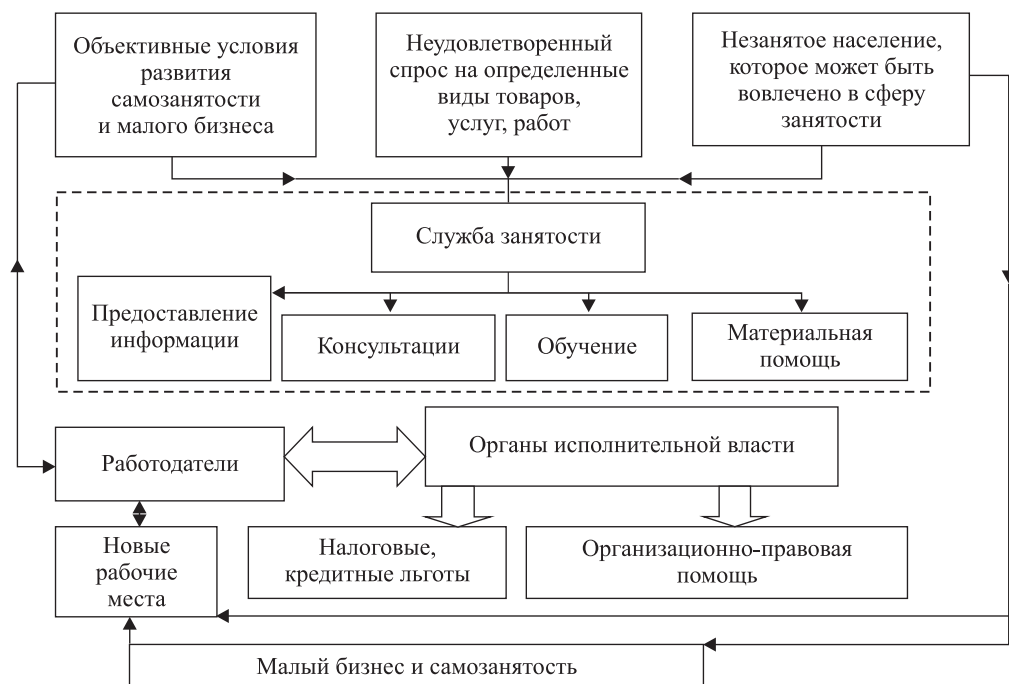 Объективные условия
развития
самозанятости
и малого бизнеса
Неудовлетворенный
спрос на определенные
виды товаров,
услуг, работ
Незанятое население,
которое может быть
вовлечено в сферу
занятости
Служба занятости
Предоставление
информации
Консультации
Обучение
Материальная
помощь
Работодатели
Органы исполнительной власти
Новые
рабочие
места
Налоговые,
кредитные льготы
Организационно-правовая
помощь
Малый бизнес и самозанятость